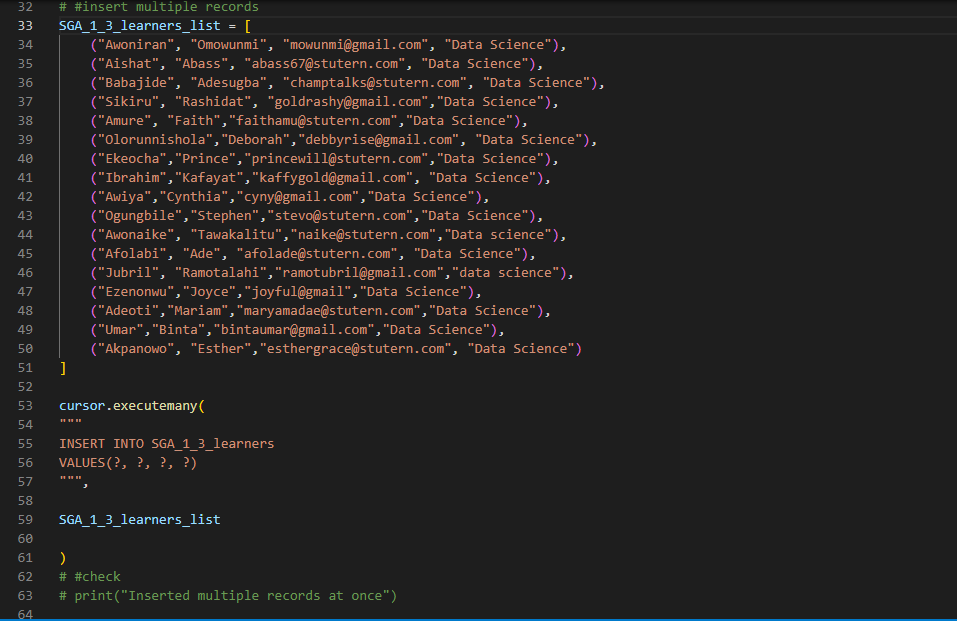 32 # #insert multiple records
33 SGA_1_3_learners_list = [
34 ("Awoniran", "Omowunmi", "mowunmi@gmail.com", "Data Science"),
35 ("Aishat", "Abass", "abass67@stutern.com", "Data Science"),
36 ("Babajide", "Adesugba", "champtalks@stutern.com", "Data Science"),
37 ("Sikiru", "Rashidat", "goldrashy@gmail.com","Data Science"),
38 ("Amure", "Faith","faithamu@stutern.com","Data Science"),
39 ("Olorunnishola","Deborah","debbyrise@gmail.com", "Data Science"),
40 ("Ekeocha","Prince","princewill@stutern.com","Data Science"),
41 ("Ibrahim","Kafayat","kaffygold@gmail.com", "Data Science"),
42 ("Awiya","Cynthia","cyny@gmail.com","Data Science"),
43 ("Ogungbile","Stephen","stevo@stutern.com","Data Science"),
44 ("Awonaike", "Tawakalitu","naike@stutern.com","Data science"),
45 ("Afolabi", "Ade", "afolade@stutern.com", "Data Science"),
46 ("Jubril", "Ramotalahi","ramotubril@gmail.com","data science"),
47 ("Ezenonwu","Joyce","joyful@gmail","Data Science"),
48 ("Adeoti","Mariam","maryamadae@stutern.com","Data Science"),
49 ("Umar","Binta","bintaumar@gmail.com","Data Science"),
50 ("Akpanowo", "Esther","esthergrace@stutern.com", "Data Science")
51 ]
52
53 cursor.executemany(
54 """
55 INSERT INTO SGA_1_3_learners
56 VALUES(?, ?, ?, ?)
57 """,
58
59 SGA_1_3_learners_list
60
61 )
62 # #check
63 # print("Inserted multiple records at once")
64